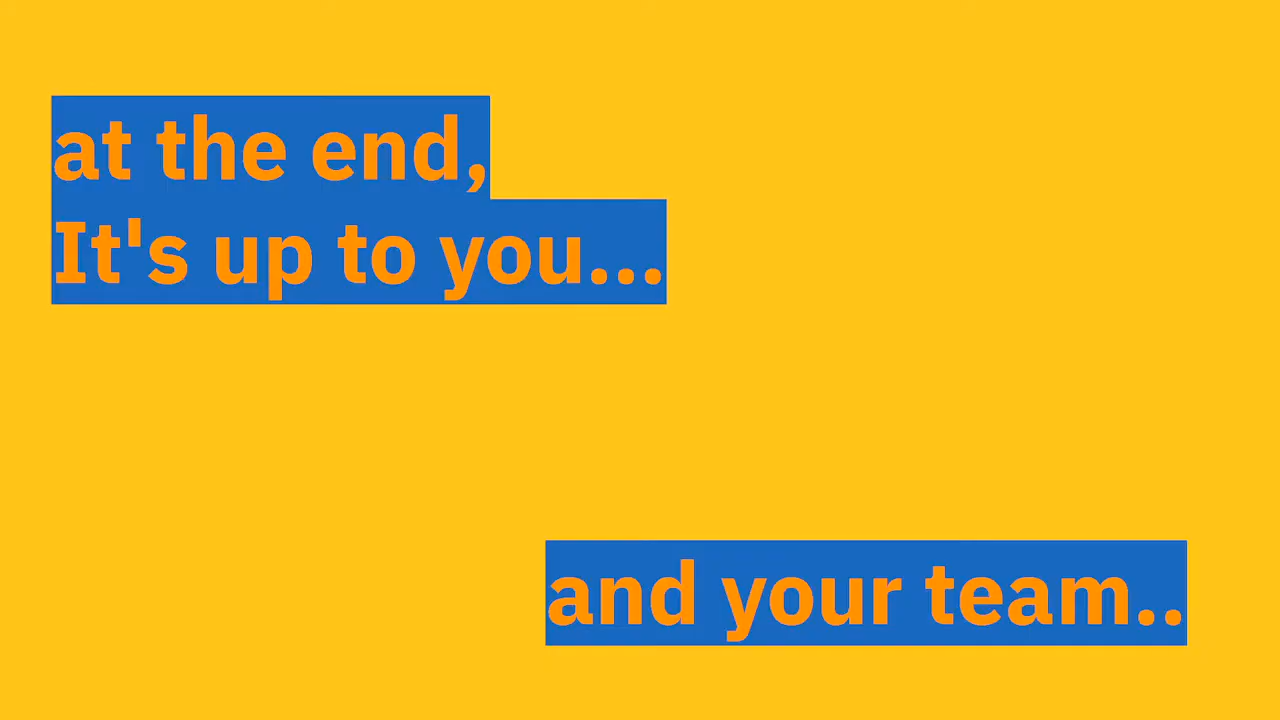 at the end,
It's up to you...
and your team..